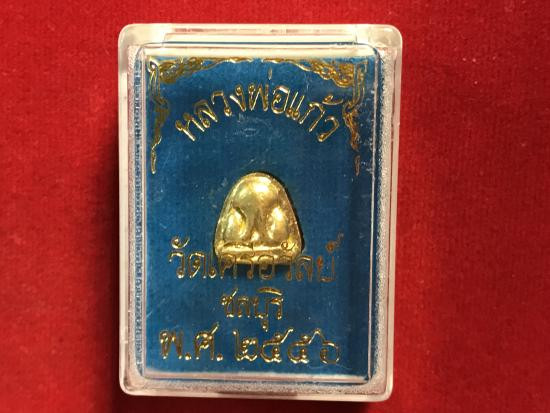 หลวงพ่อแก้ว
วัดเครือวัลย์
ชลบุรี
พ.ศ. ๒๕๕๖